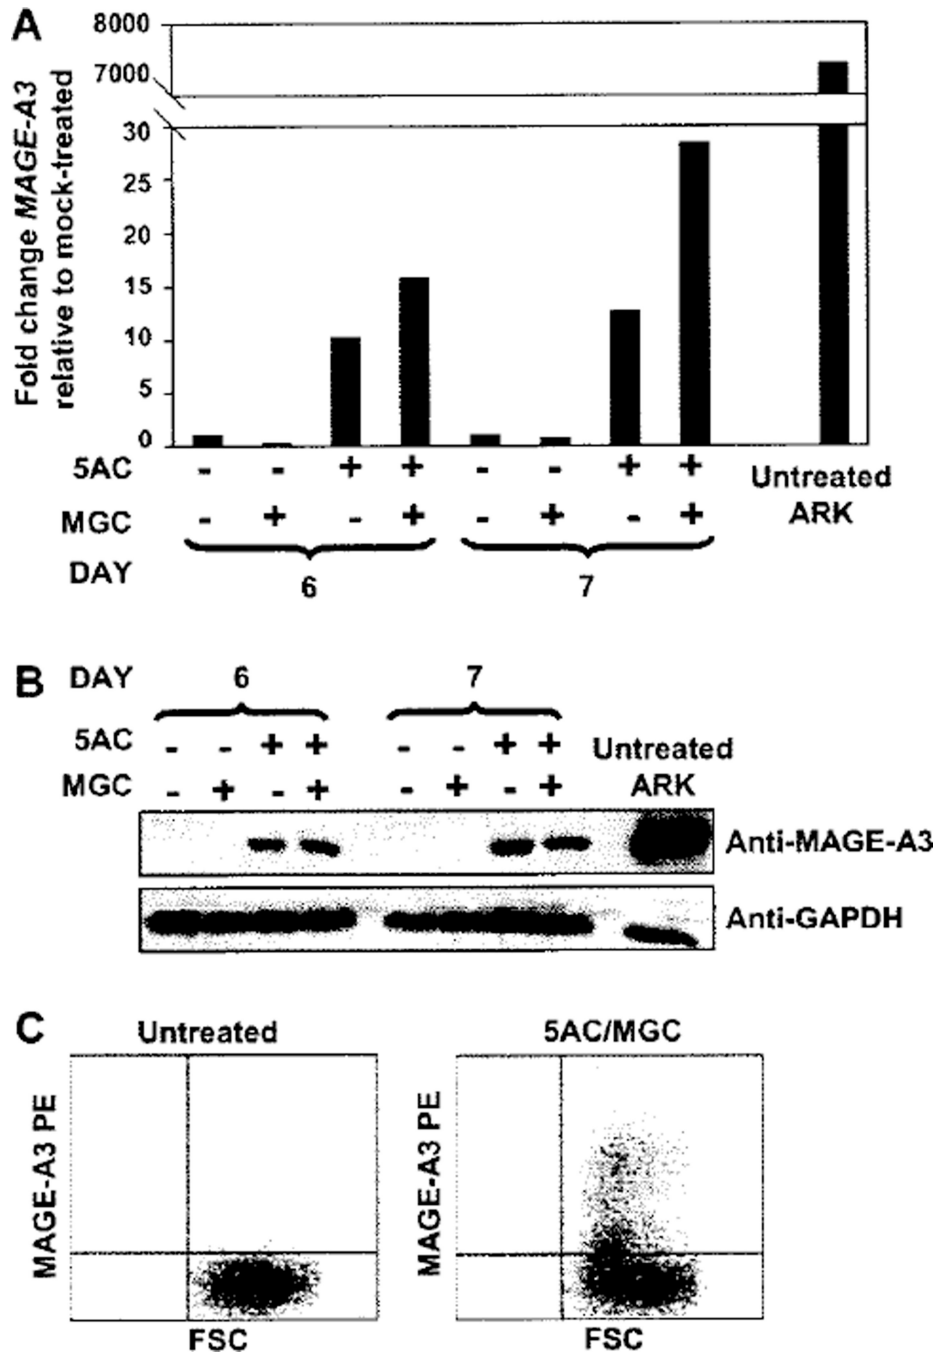 A
8000
7000
30
25
20
15
10
5
0
Fold change MAGE-A3
relative to mock-treated
5AC - - + + - - + +
MGC - + - + - + - +
Untreated
ARK
DAY 6 7
B
DAY 6 7
5AC - - + + - - + +
MGC - + - + - + - +
Untreated
ARK
Anti-MAGE-A3
Anti-GAPDH
C
Untreated
5AC/MGC
MAGE-A3 PE
MAGE-A3 PE
FSC
FSC